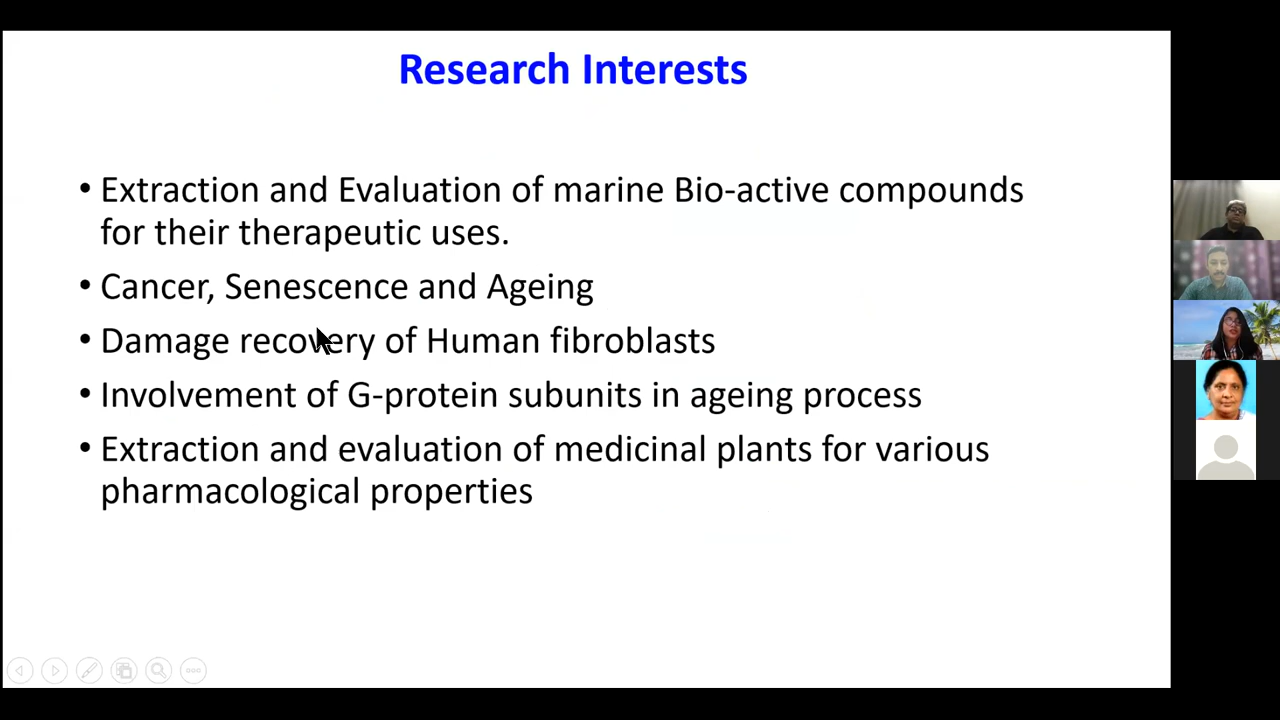 Research Interests
• Extraction and Evaluation of marine Bio-active compounds
for their therapeutic uses.
• Cancer, Senescence and Ageing
• Damage recovery of Human fibroblasts
• Involvement of G-protein subunits in ageing process
• Extraction and evaluation of medicinal plants for various
pharmacological properties